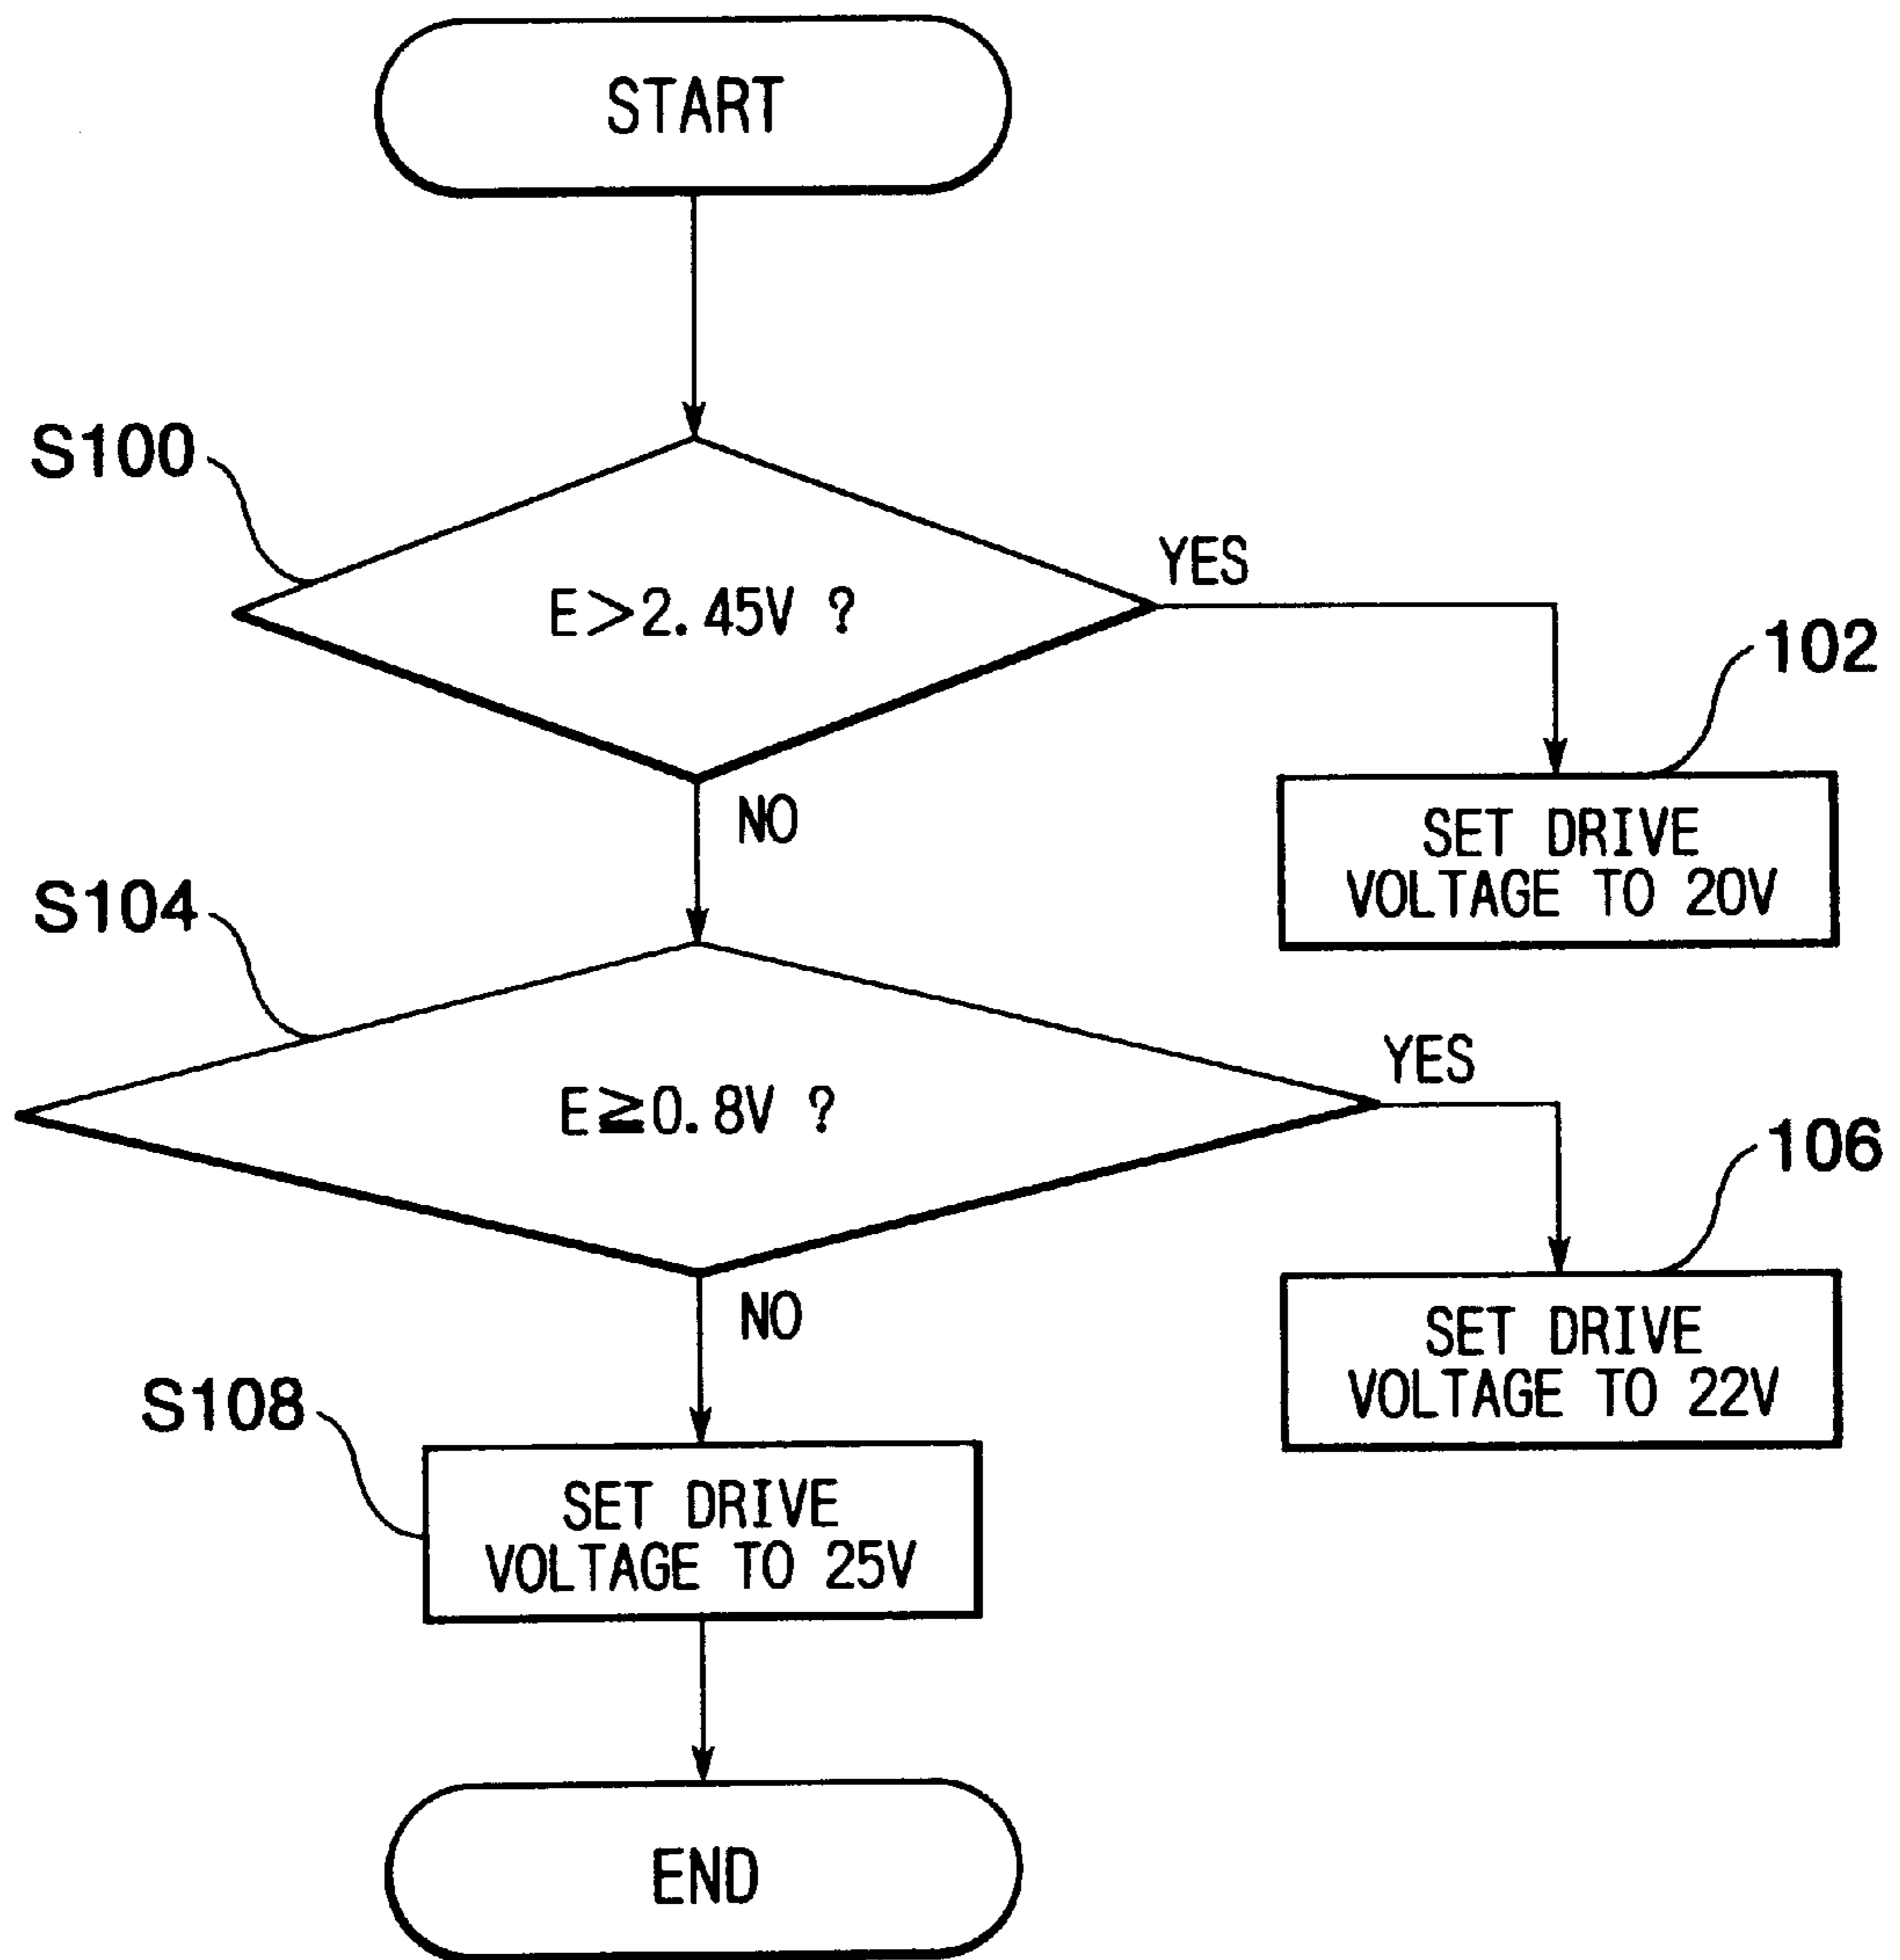 START
S100
E>2.45V ?
YES
102
SET DRIVE
VOLTAGE TO 20V
NO
S104
E≧0.8V ?
YES
106
SET DRIVE
VOLTAGE TO 22V
NO
S108
SET DRIVE
VOLTAGE TO 25V
END